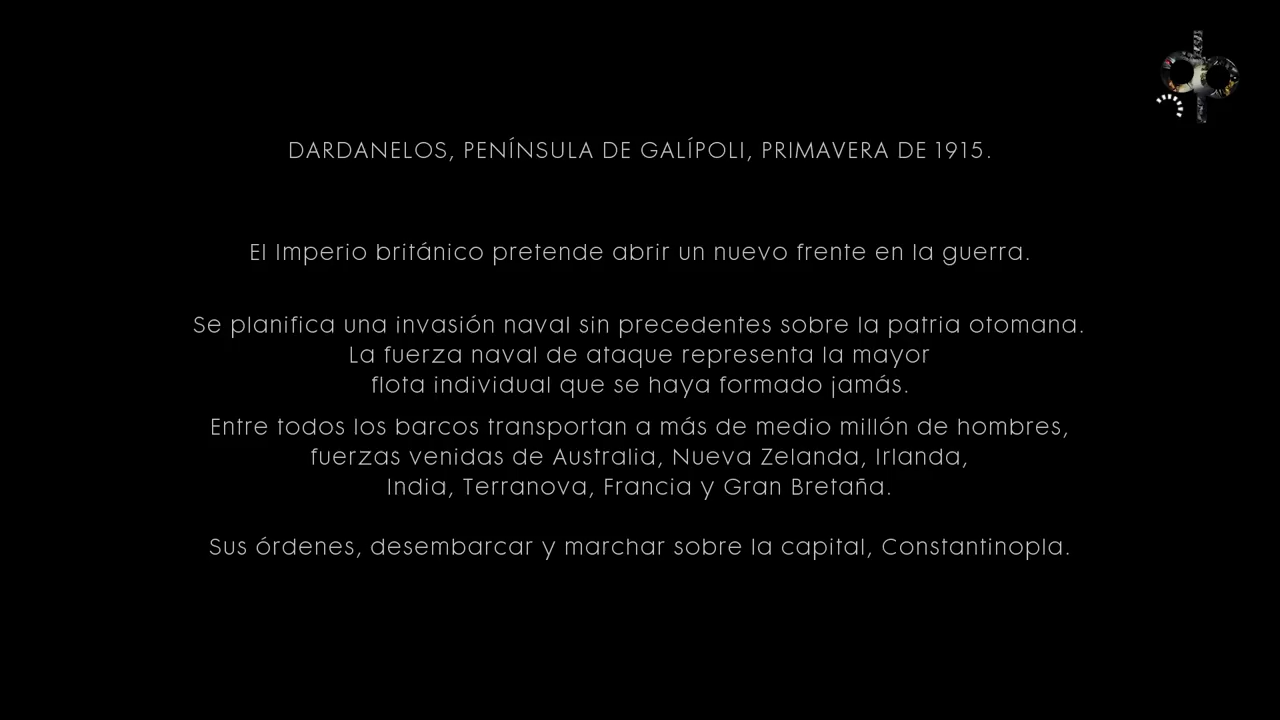 DARDANELOS, PENÍNSULA DE GALÍPOLI, PRIMAVERA DE 1915.
El Imperio británico pretende abrir un nuevo frente en la guerra.
Se planifica una invasión naval sin precedentes sobre la patria otomana.
La fuerza naval de ataque representa la mayor
flota individual que se haya formado jamás.
Entre todos los barcos transportan a más de medio millón de hombres,
fuerzas venidas de Australia, Nueva Zelanda, Irlanda,
India, Terranova, Francia y Gran Bretaña.
Sus órdenes, desembarcar y marchar sobre la capital, Constantinopla.